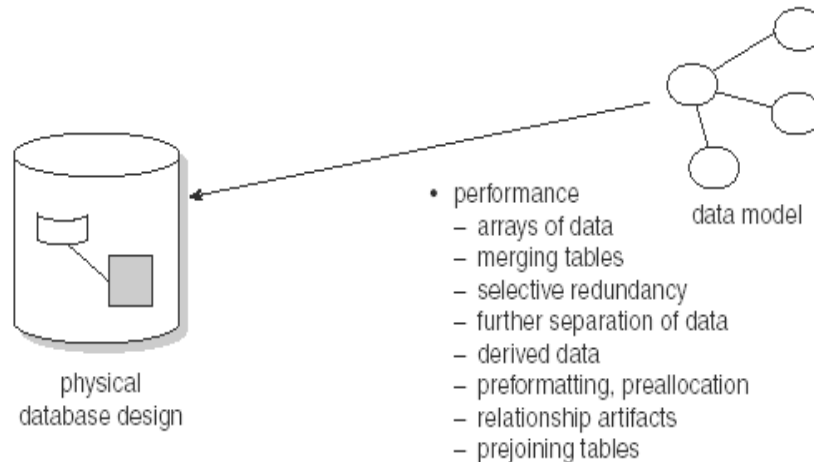 • performance
– arrays of data
– merging tables
– selective redundancy
– further separation of data
– derived data
– preformatting, preallocation
– relationship artifacts
– prejoining tables
data model
physical
database design